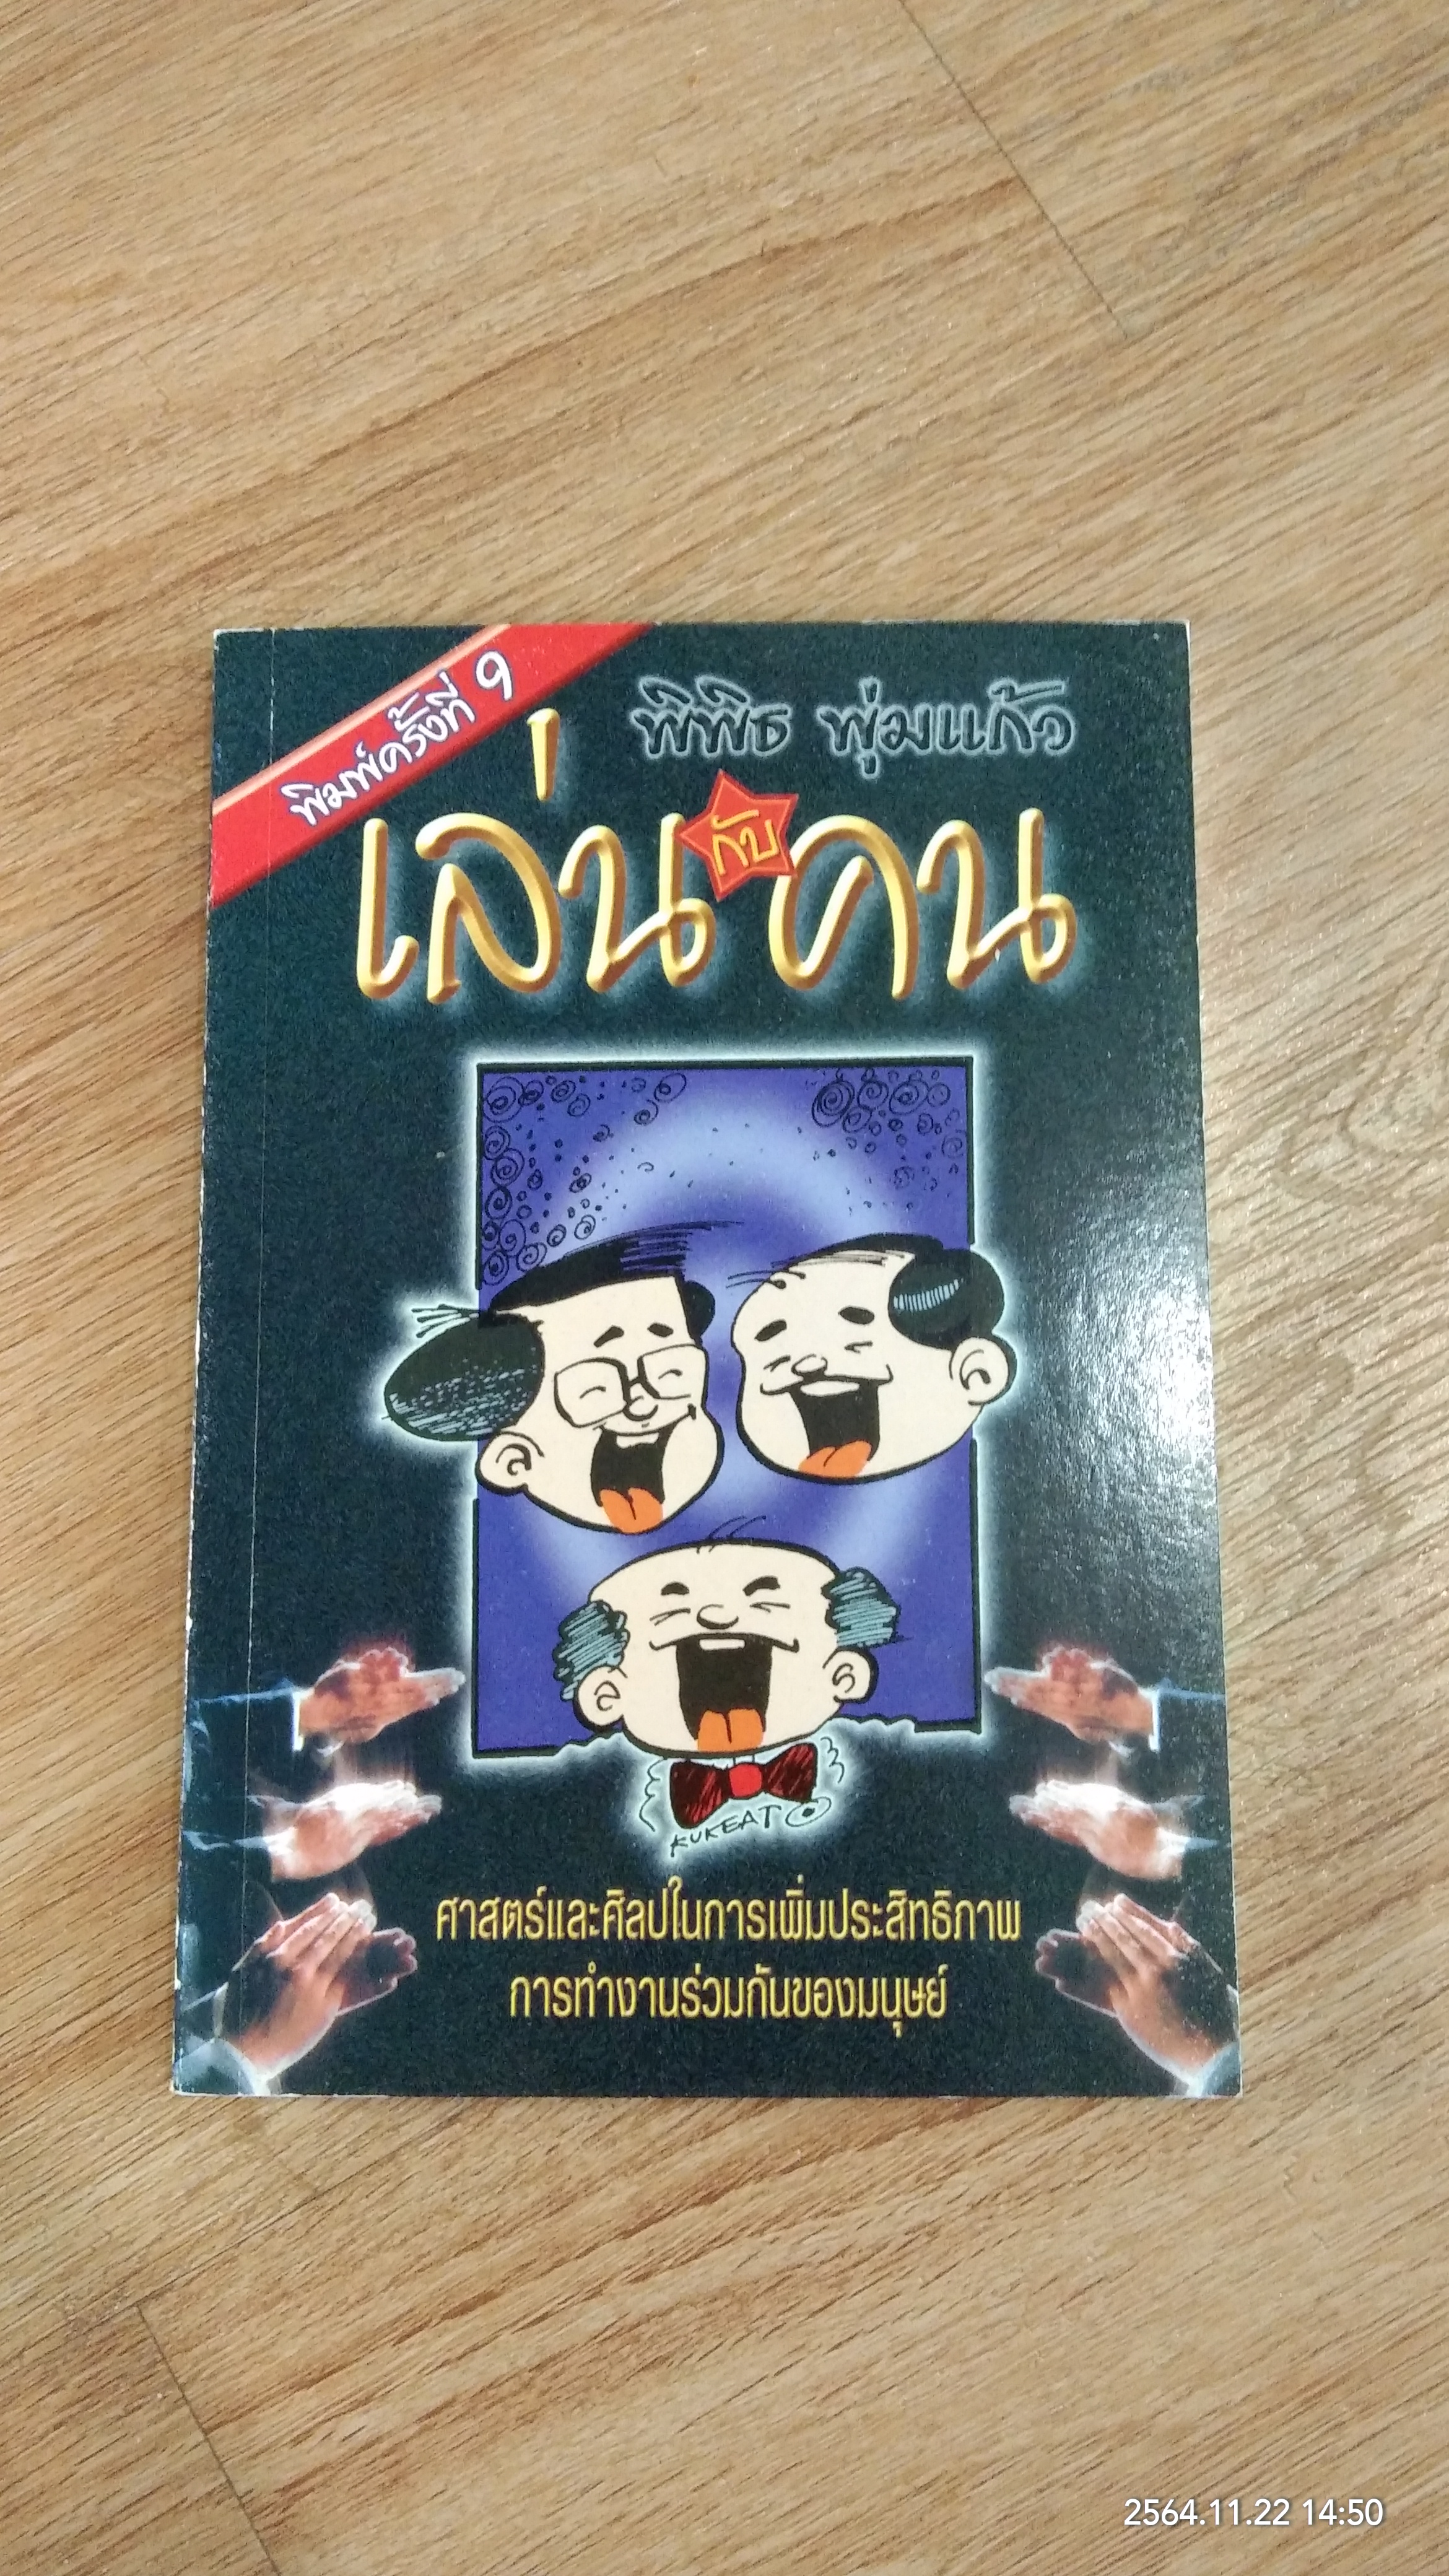 พิมพ์ครั้งที่ 9
พิพิธ พุ่มแก้ว
เล่นกับคน
KUKEAT
ศาสตร์และศิลปในการเพิ่มประสิทธิภาพ
การทำงานร่วมกันของมนุษย์
2564.11.22 14:50